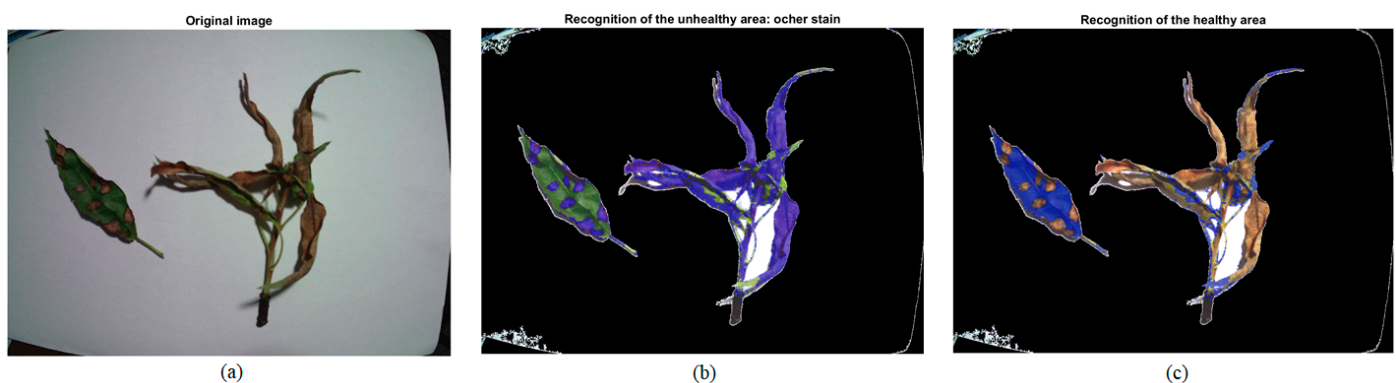 Original image
Recognition of the unhealthy area: ocher stain
Recognition of the healthy area
(a)
(b)
(c)